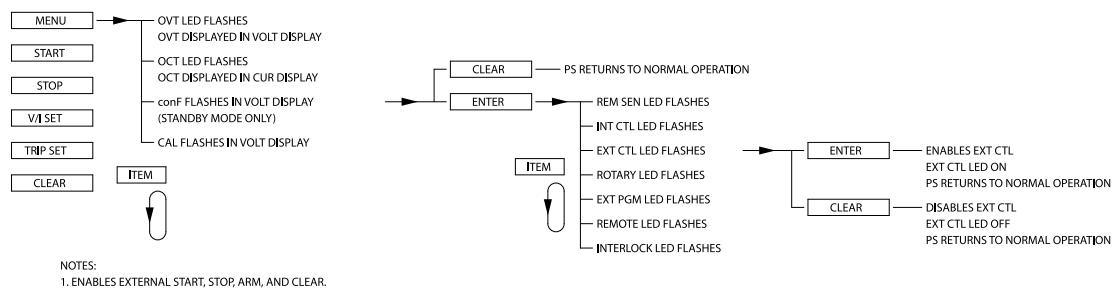 MENU
START
STOP
V/I SET
TRIP SET
CLEAR
OVT LED FLASHES
OVT DISPLAYED IN VOLT DISPLAY
OCT LED FLASHES
OCT DISPLAYED IN CUR DISPLAY
conF FLASHES IN VOLT DISPLAY
(STANDBY MODE ONLY)
CAL FLASHES IN VOLT DISPLAY
ITEM
CLEAR
PS RETURNS TO NORMAL OPERATION
ENTER
REM SEN LED FLASHES
INT CTL LED FLASHES
EXT CTL LED FLASHES
ROTARY LED FLASHES
EXT PGM LED FLASHES
REMOTE LED FLASHES
INTERLOCK LED FLASHES
ITEM
ENTER
ENABLES EXT CTL
EXT CTL LED ON
PS RETURNS TO NORMAL OPERATION
CLEAR
DISABLES EXT CTL
EXT CTL LED OFF
PS RETURNS TO NORMAL OPERATION
NOTES:
1. ENABLES EXTERNAL START, STOP, ARM, AND CLEAR.